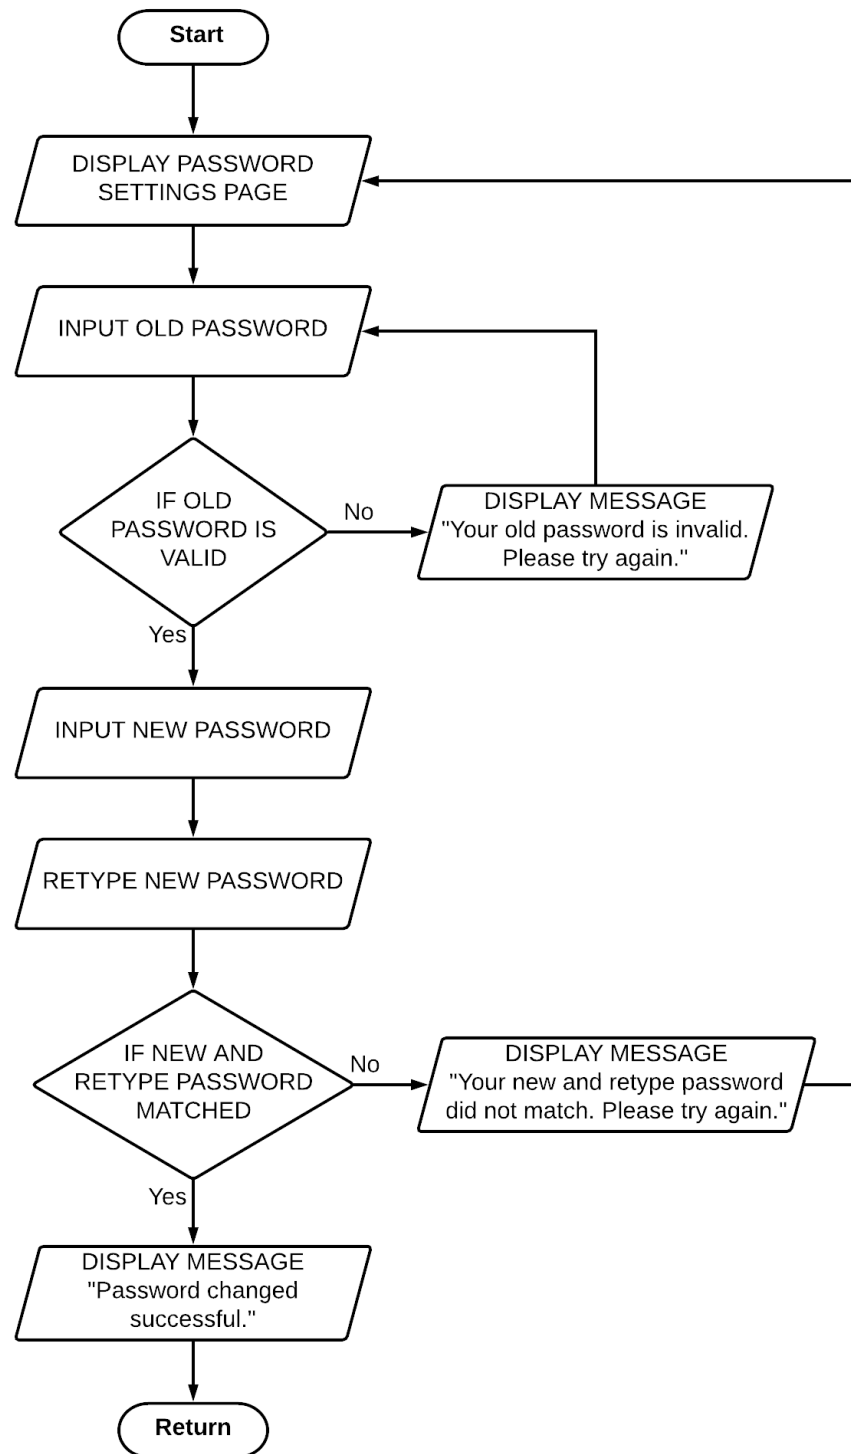 Start
DISPLAY PASSWORD
SETTINGS PAGE
INPUT OLD PASSWORD
IF OLD
PASSWORD IS
VALID
No
DISPLAY MESSAGE
"Your old password is invalid.
Please try again."
Yes
INPUT NEW PASSWORD
RETYPE NEW PASSWORD
IF NEW AND
RETYPE PASSWORD
MATCHED
No
DISPLAY MESSAGE
"Your new and retype password
did not match. Please try again."
Yes
DISPLAY MESSAGE
"Password changed
successful."
Return